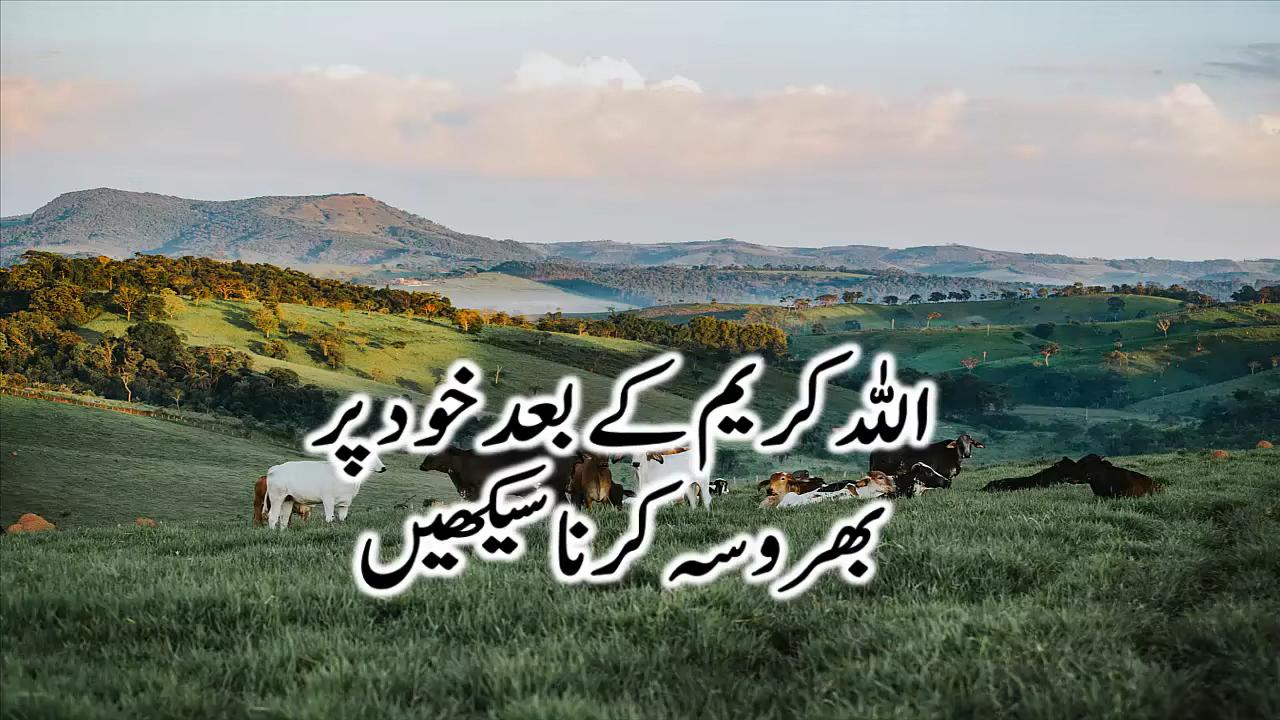 اللہ کریم کے بعد خود پر
بھروسہ کرنا سیکھیں